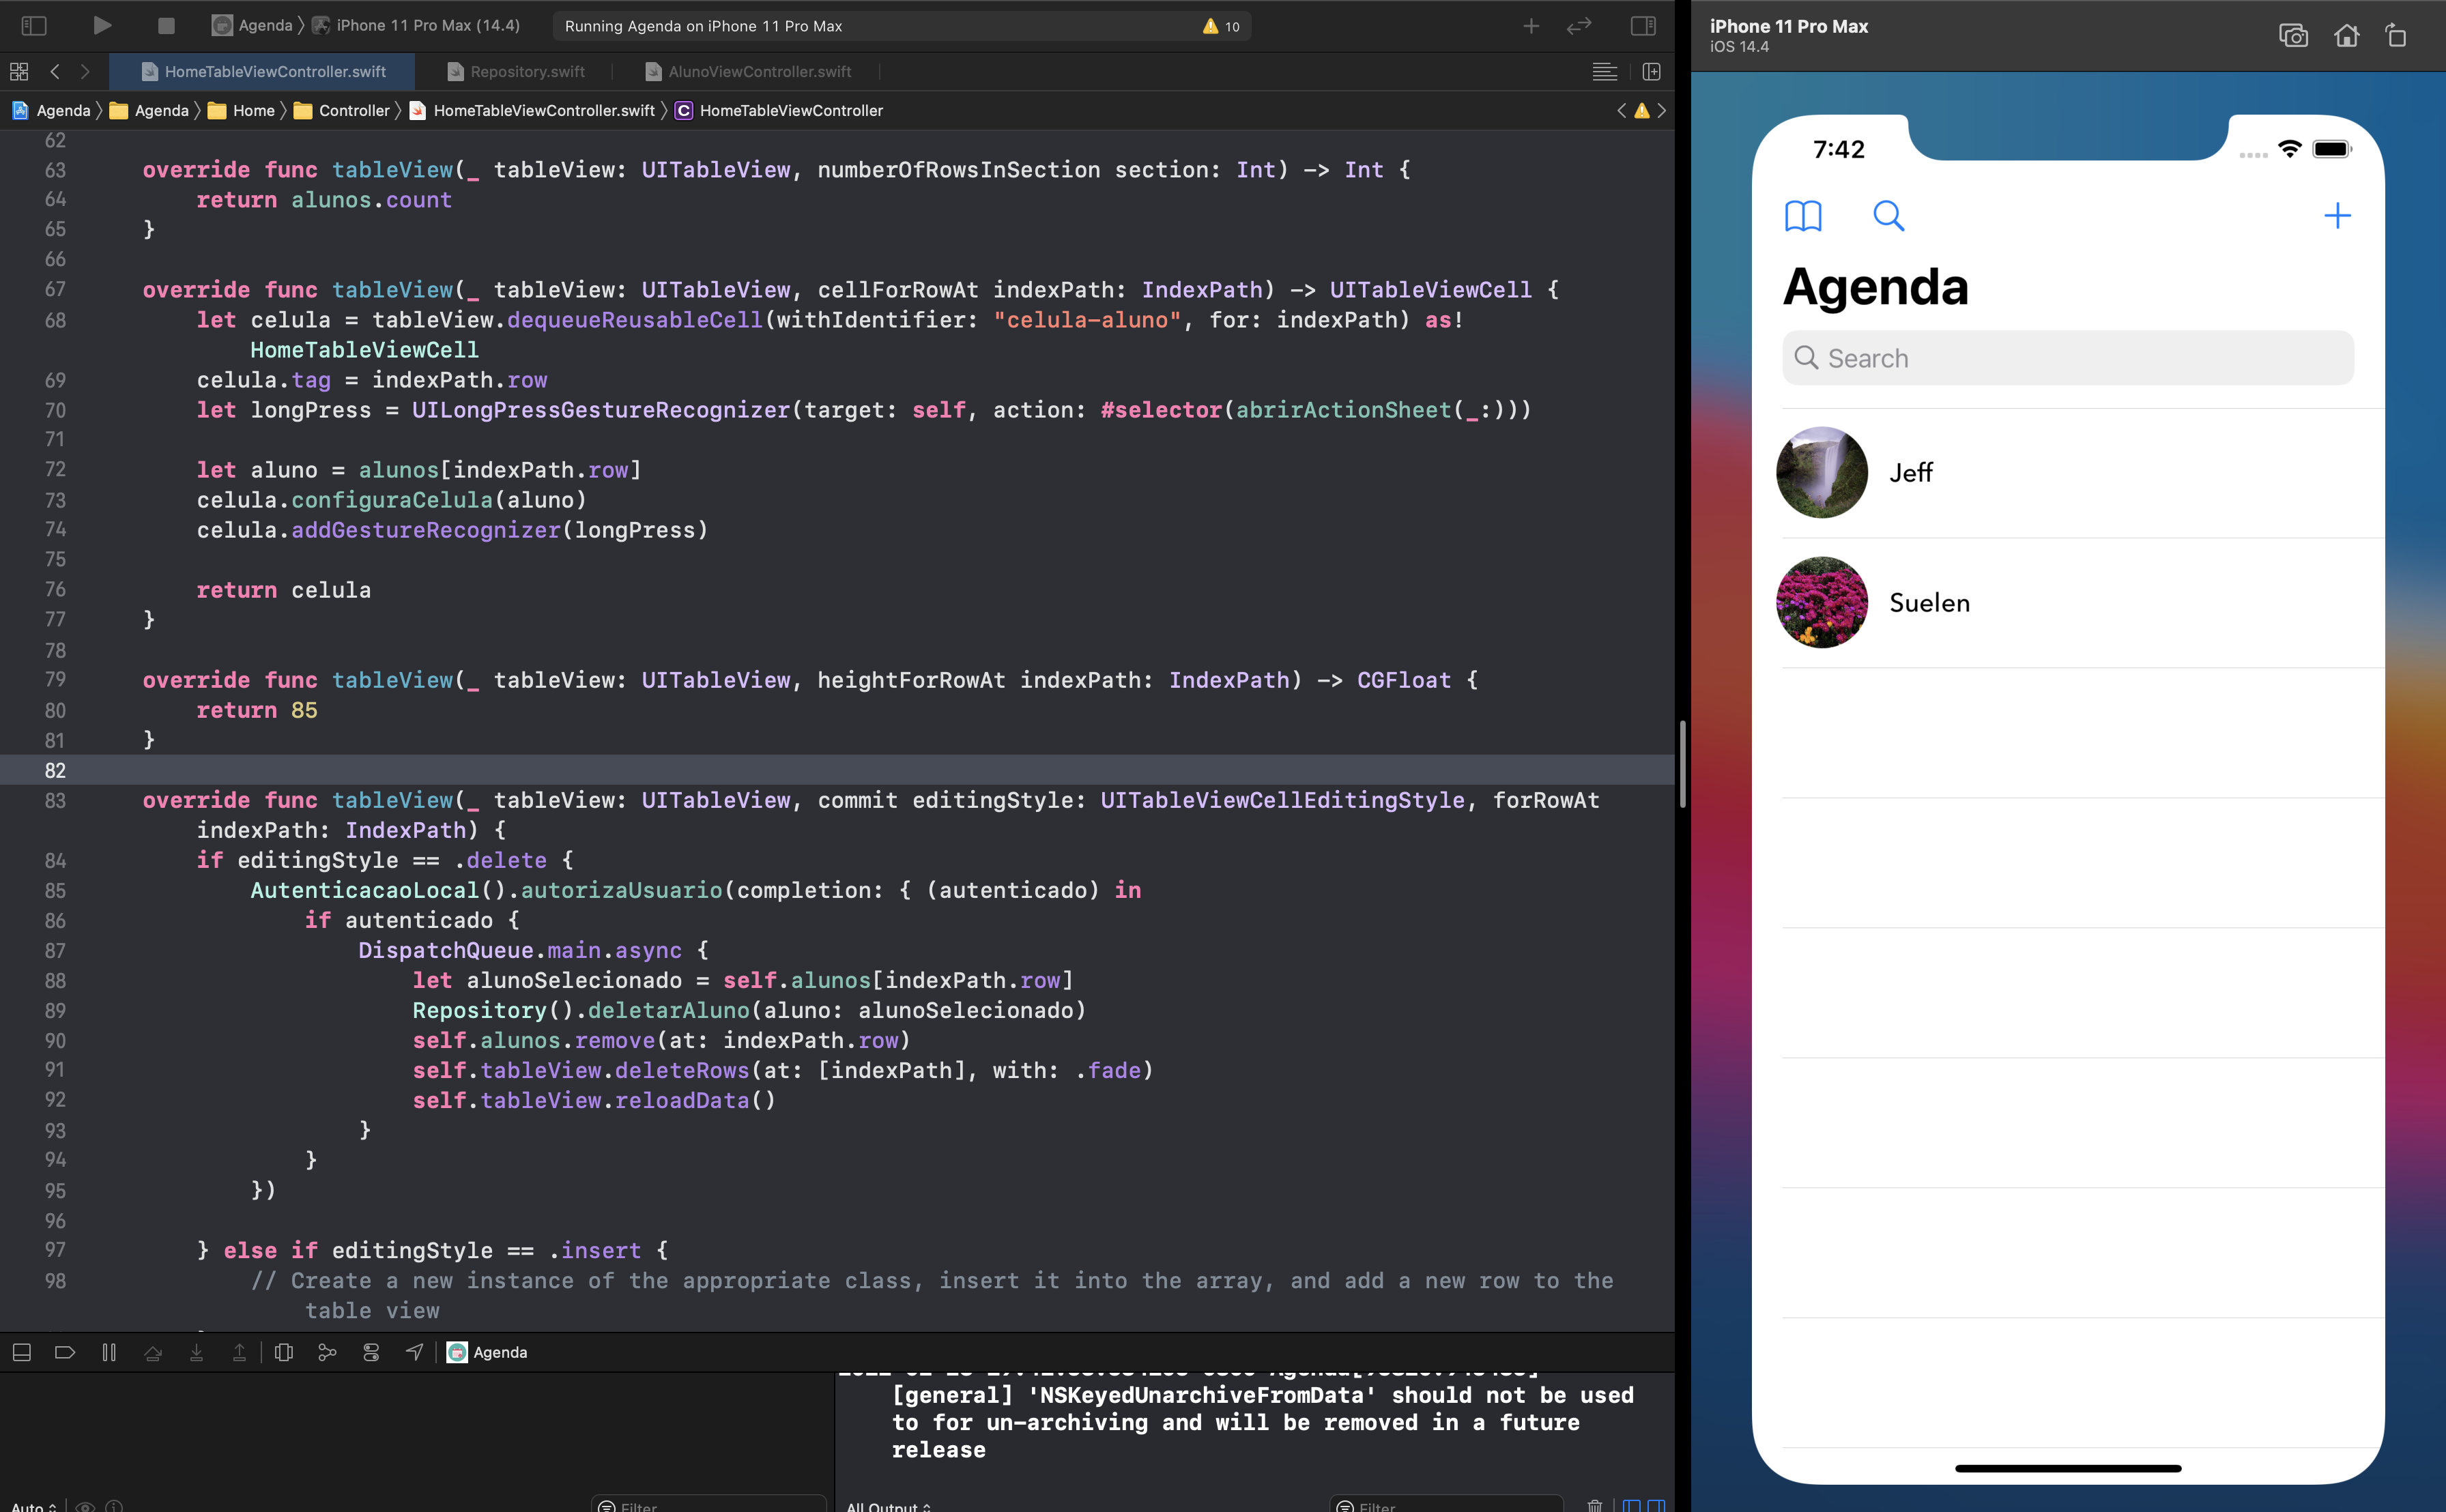 Agenda 〉 iPhone 11 Pro Max (14.4)
Running Agenda on iPhone 11 Pro Max
10
HomeTableViewController.swift
Repository.swift
AlunoViewController.swift
Agenda 〉 Agenda 〉 Home 〉 Controller 〉 HomeTableViewController.swift 〉 C HomeTableViewController
62
63 override func tableView(_ tableView: UITableView, numberOfRowsInSection section: Int) -> Int {
64 return alunos.count
65 }
66
67 override func tableView(_ tableView: UITableView, cellForRowAt indexPath: IndexPath) -> UITableViewCell {
68 let celula = tableView.dequeueReusableCell(withIdentifier: "celula-aluno", for: indexPath) as!
HomeTableViewCell
69 celula.tag = indexPath.row
70 let longPress = UILongPressGestureRecognizer(target: self, action: #selector(abrirActionSheet(_:)))
71
72 let aluno = alunos[indexPath.row]
73 celula.configuraCelula(aluno)
74 celula.addGestureRecognizer(longPress)
75
76 return celula
77 }
78
79 override func tableView(_ tableView: UITableView, heightForRowAt indexPath: IndexPath) -> CGFloat {
80 return 85
81 }
82
83 override func tableView(_ tableView: UITableView, commit editingStyle: UITableViewCellEditingStyle, forRowAt
indexPath: IndexPath) {
84 if editingStyle == .delete {
85 AutenticacaoLocal().autorizaUsuario(completion: { (autenticado) in
86 if autenticado {
87 DispatchQueue.main.async {
88 let alunoSelecionado = self.alunos[indexPath.row]
89 Repository().deletarAluno(aluno: alunoSelecionado)
90 self.alunos.remove(at: indexPath.row)
91 self.tableView.deleteRows(at: [indexPath], with: .fade)
92 self.tableView.reloadData()
93 }
94 }
95 })
96
97 } else if editingStyle == .insert {
98 // Create a new instance of the appropriate class, insert it into the array, and add a new row to the
table view
Agenda
[general] 'NSKeyedUnarchiveFromData' should not be used
to for un-archiving and will be removed in a future
release
Auto
Filter
All Output
Filter
iPhone 11 Pro Max
iOS 14.4
7:42
Agenda
Search
Jeff
Suelen